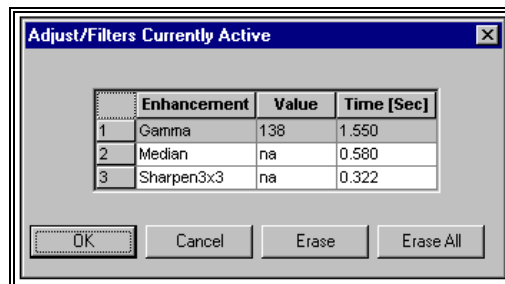 Adjust/Filters Currently Active
Enhancement Value Time [Sec]
1 Gamma 138 1.550
2 Median na 0.580
3 Sharpen3x3 na 0.322
OK Cancel Erase Erase All